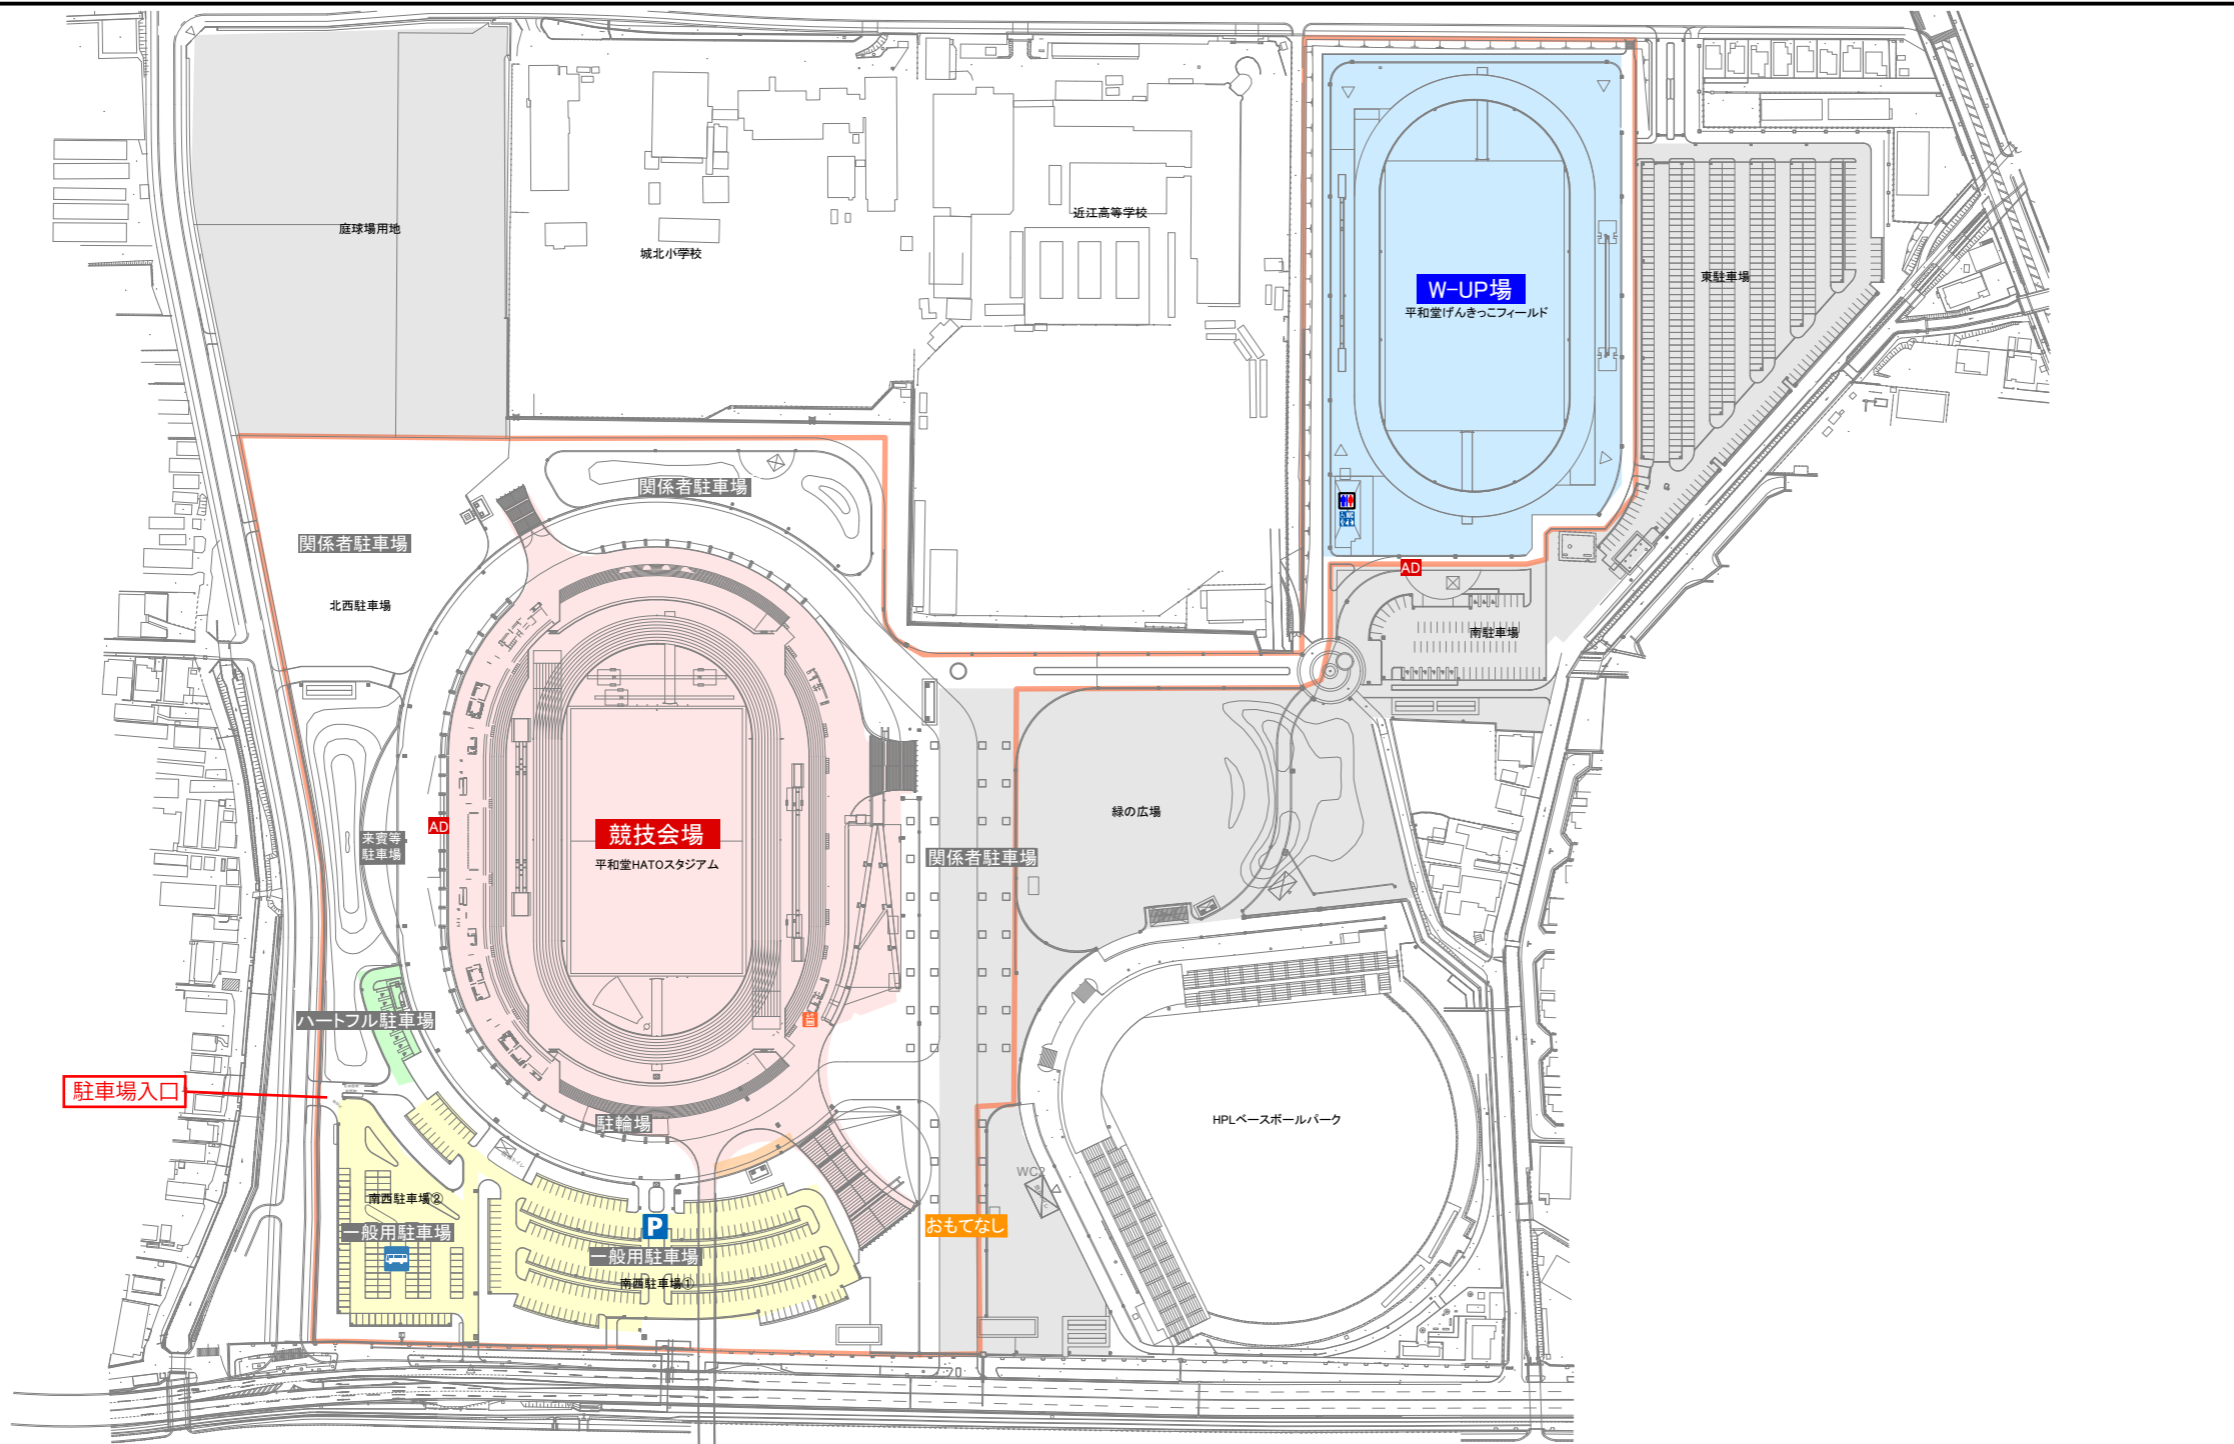 庭球場用地
城北小学校
近江高等学校
W-UP場
平和堂げんきっこフィールド
東駐車場
関係者駐車場
関係者駐車場
北西駐車場
AD
南駐車場
来賓等
駐車場
AD
競技会場
平和堂HATOスタジアム
関係者駐車場
緑の広場
ハートフル駐車場
駐車場入口
駐輪場
HPLベースボールパーク
WC2
南西駐車場②
一般用駐車場
P
一般用駐車場
南西駐車場①
おもてなし
20